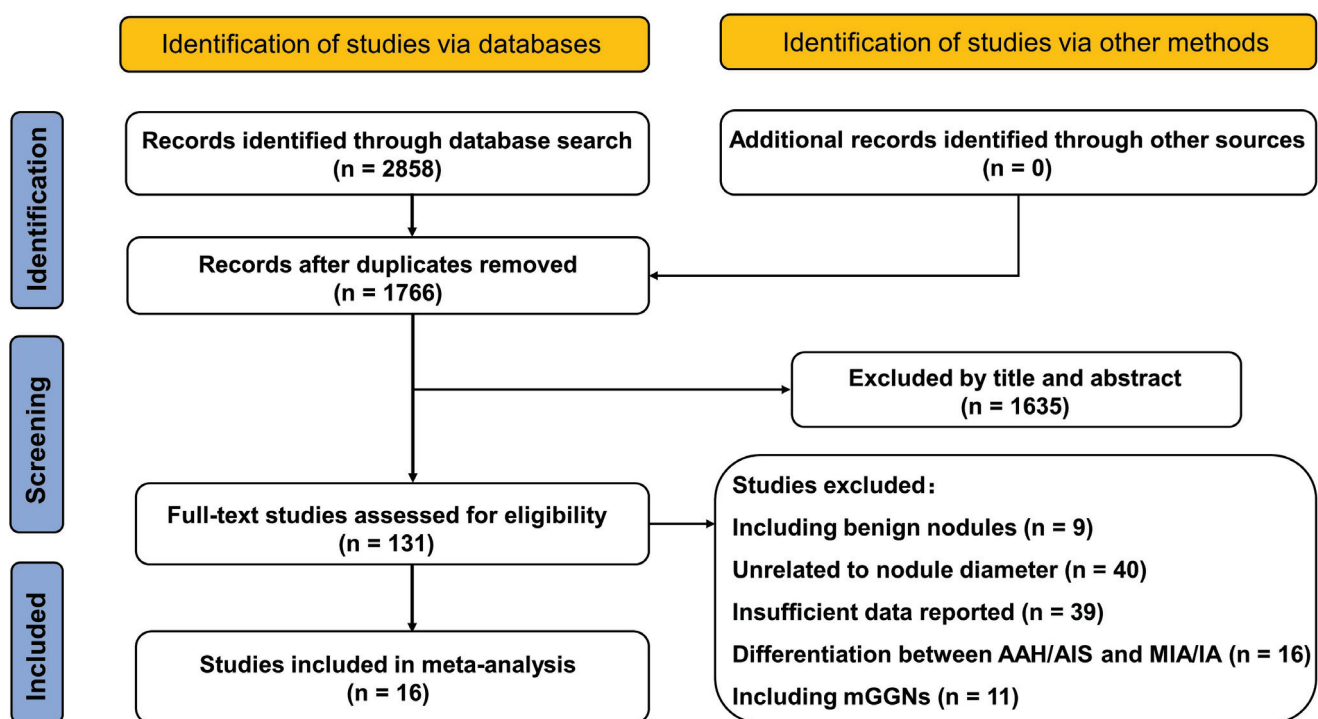 Identification of studies via databases
Identification of studies via other methods
Identification
Records identified through database search
(n = 2858)
Additional records identified through other sources
(n = 0)
Records after duplicates removed
(n = 1766)
Screening
Excluded by title and abstract
(n = 1635)
Full-text studies assessed for eligibility
(n = 131)
Studies excluded：
Including benign nodules (n = 9)
Unrelated to nodule diameter (n = 40)
Insufficient data reported (n = 39)
Differentiation between AAH/AIS and MIA/IA (n = 16)
Including mGGNs (n = 11)
Included
Studies included in meta-analysis
(n = 16)